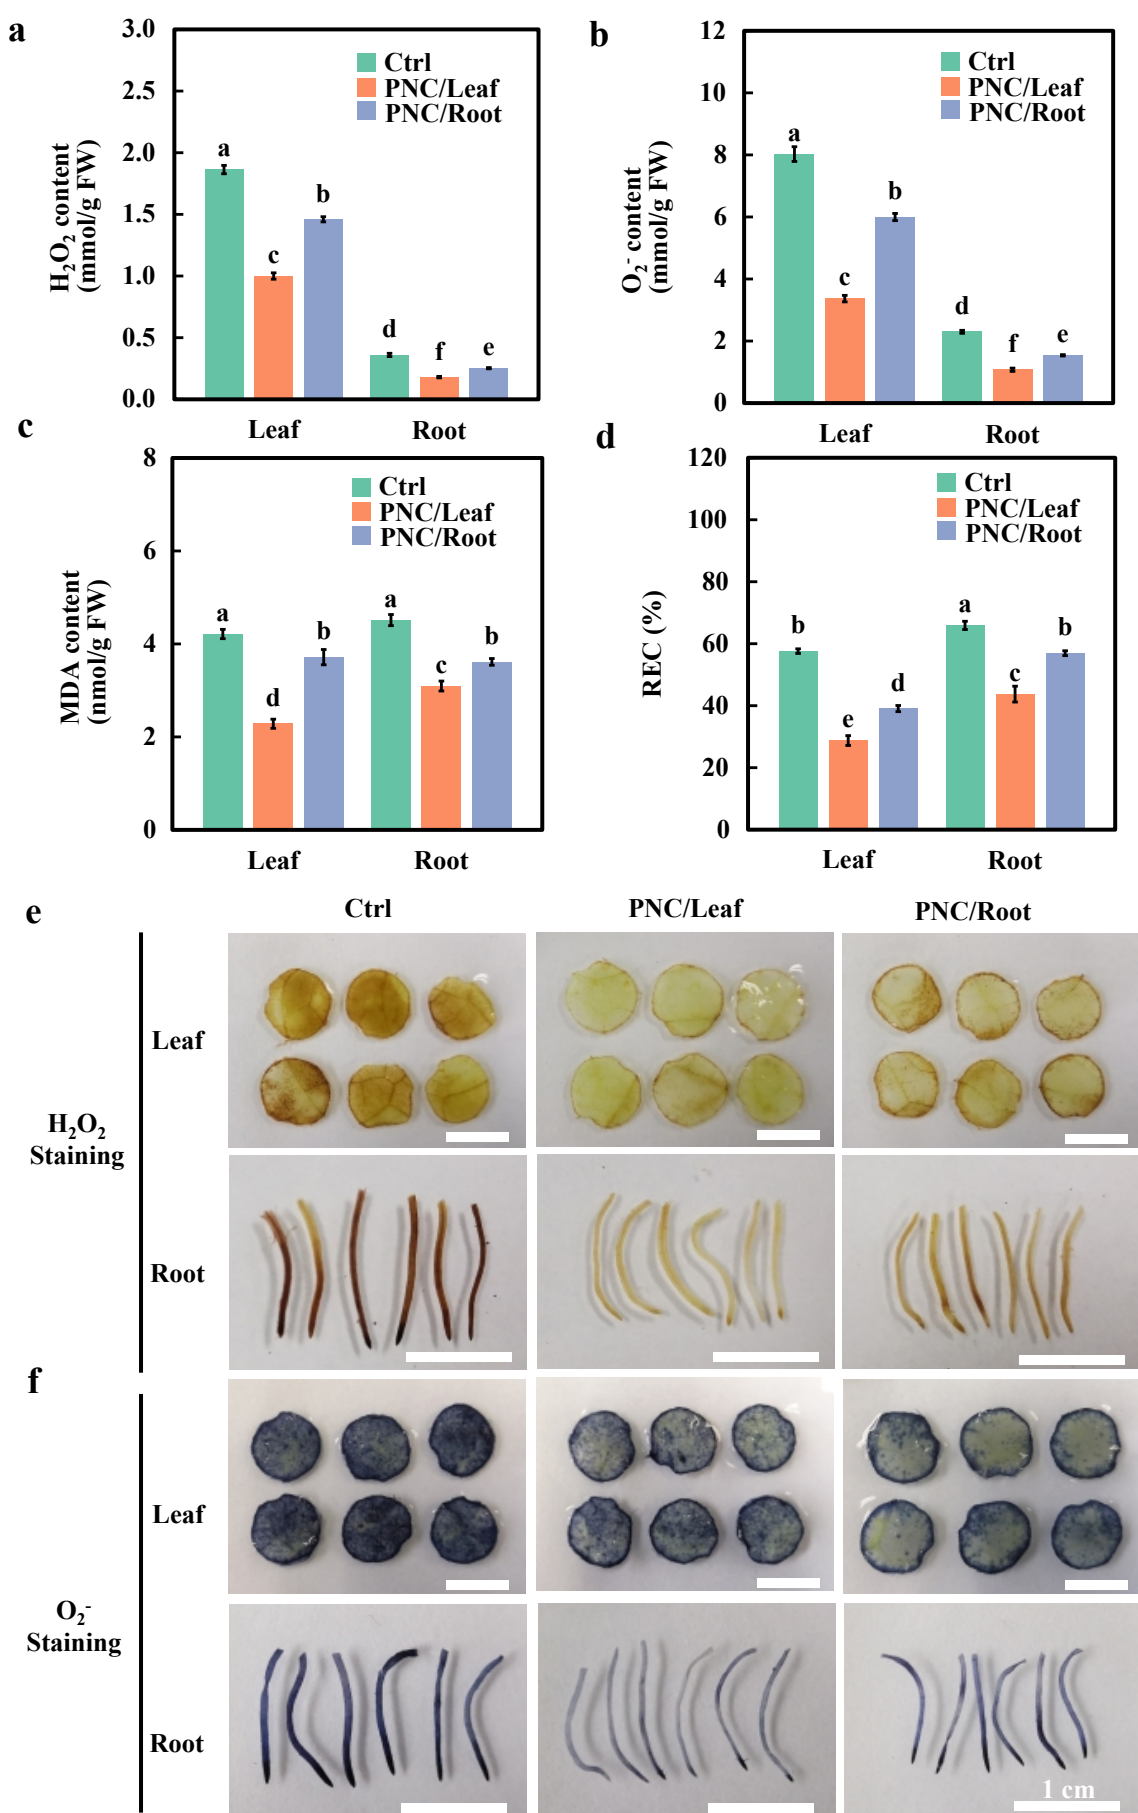 a
3.0
2.5
2.0
1.5
1.0
0.5
0.0
H₂O₂ content
(mmol/g FW)
Ctrl
PNC/Leaf
PNC/Root
a
c
b
d
f
e
Leaf
Root
b
12
10
8
6
4
2
0
O₂⁻ content
(mmol/g FW)
Ctrl
PNC/Leaf
PNC/Root
a
c
b
d
f
e
Leaf
Root
c
8
6
4
2
0
MDA content
(nmol/g FW)
Ctrl
PNC/Leaf
PNC/Root
a
d
b
a
c
b
Leaf
Root
d
120
100
80
60
40
20
0
REC (%)
Ctrl
PNC/Leaf
PNC/Root
b
e
d
a
c
b
Leaf
Root
e
Ctrl
PNC/Leaf
PNC/Root
H₂O₂
Staining
Leaf
Root
f
O₂⁻
Staining
Leaf
Root
1 cm